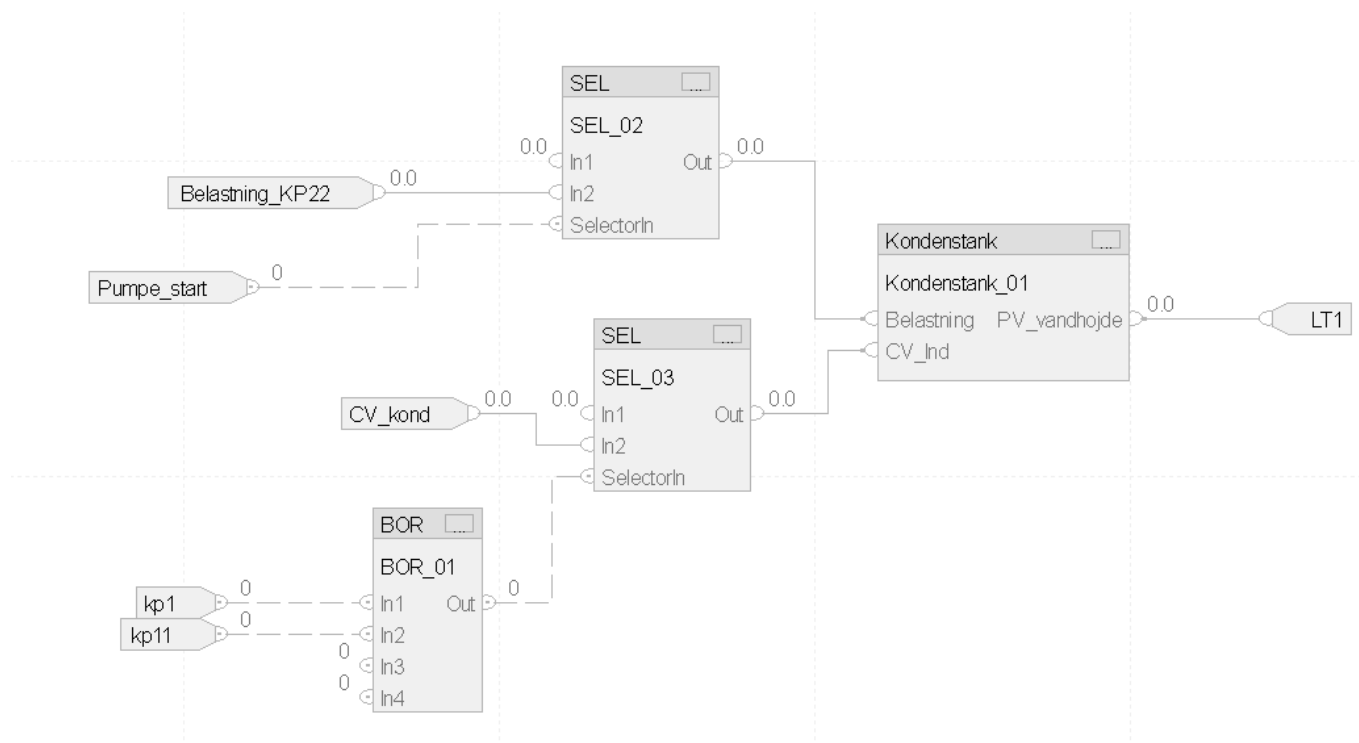 SEL ...
SEL_02
0.0 In1 Out 0.0
Belastning_KP22 0.0 In2
SelectorIn
Pumpe_start 0
Kondenstank ...
Kondenstank_01
Belastning PV_vandhojde 0.0 LT1
CV_Ind
SEL ...
SEL_03
CV_kond 0.0 0.0 In1 Out 0.0
In2
SelectorIn
BOR ...
BOR_01
kp1 0 In1 Out 0
kp11 0 In2
0 In3
0 In4